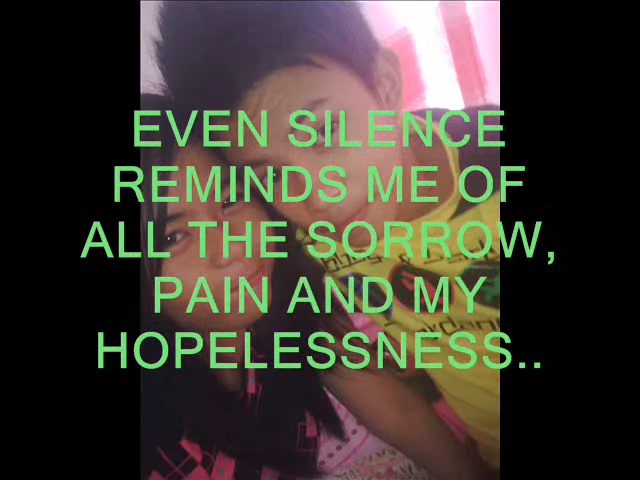 EVEN SILENCE
REMINDS ME OF
ALL THE SORROW,
PAIN AND MY
HOPELESSNESS..